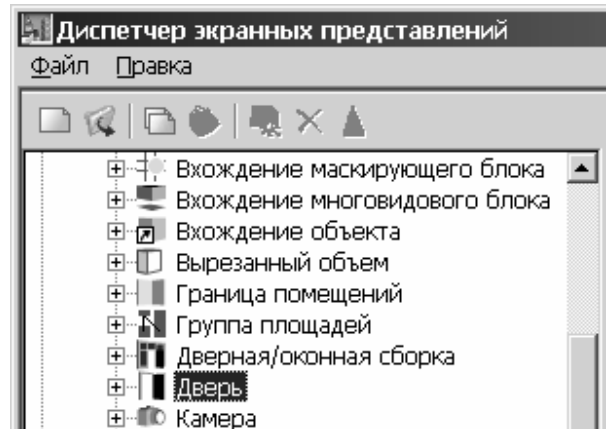 Диспетчер экранных представлений
Файл Правка
Вхождение маскирующего блока
Вхождение многовидового блока
Вхождение объекта
Вырезанный объем
Граница помещений
Группа площадей
Дверная/оконная сборка
Дверь
Камера